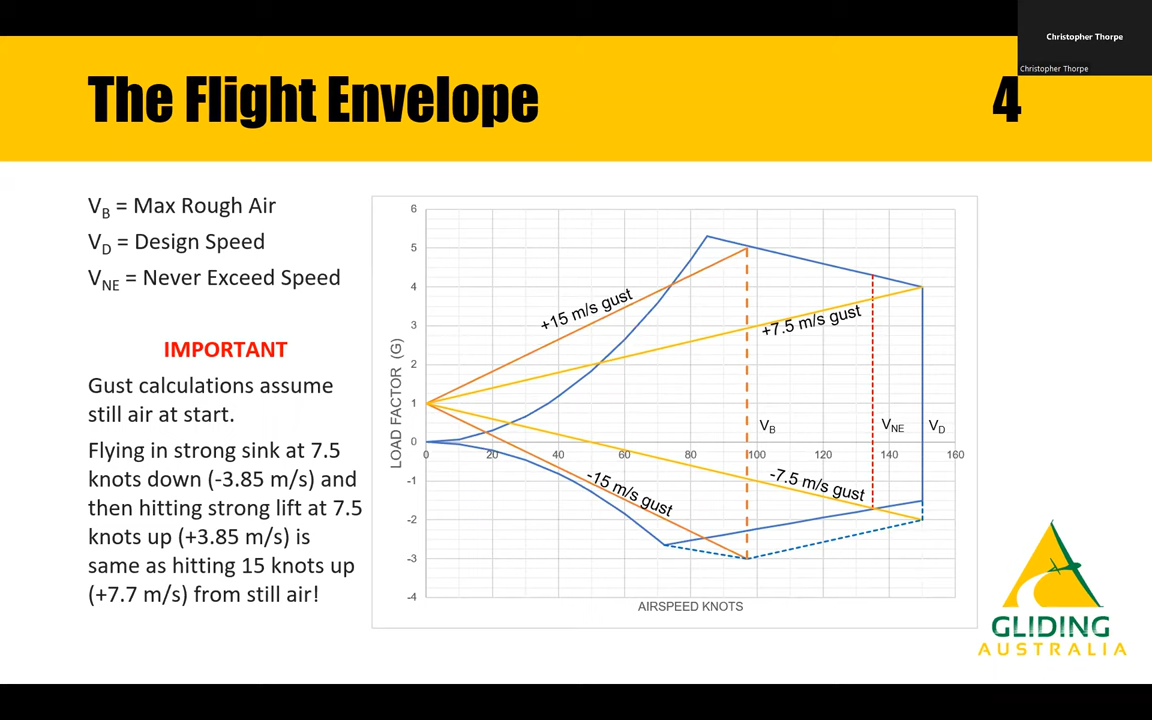 Christopher Thorpe
Christopher Thorpe
The Flight Envelope
4
VB = Max Rough Air
VD = Design Speed
VNE = Never Exceed Speed
IMPORTANT
Gust calculations assume
still air at start.
Flying in strong sink at 7.5
knots down (-3.85 m/s) and
then hitting strong lift at 7.5
knots up (+3.85 m/s) is
same as hitting 15 knots up
(+7.7 m/s) from still air!
LOAD FACTOR (G)
6
5
4
3
2
1
0
-1
-2
-3
-4
0
20
40
60
80
100
120
140
160
AIRSPEED KNOTS
+15 m/s gust
+7.5 m/s gust
-7.5 m/s gust
-15 m/s gust
VB
VNE
VD
GLIDING
AUSTRALIA